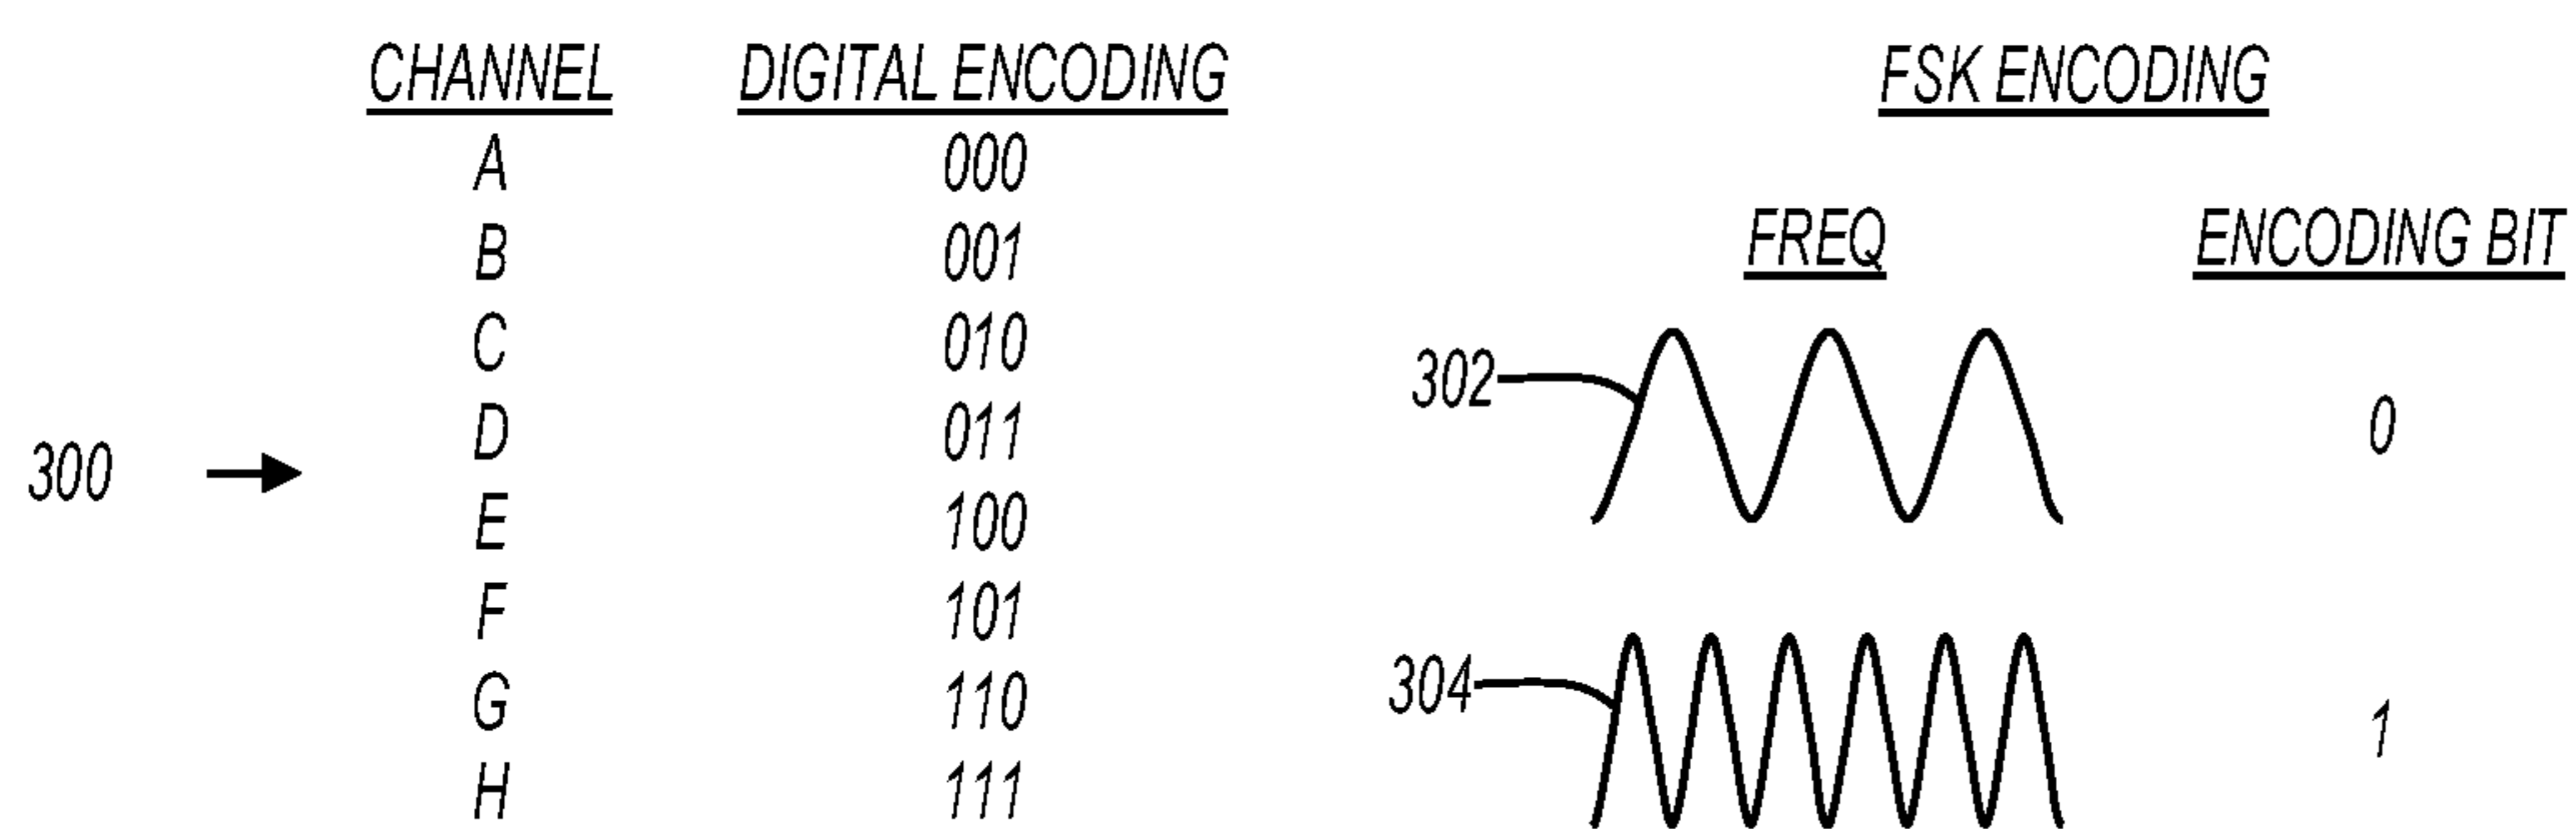 CHANNEL DIGITAL ENCODING FSK ENCODING
A 000
FREQ ENCODING BIT
B 001
C 010
302
0
D 011
300
E 100
F 101
304
G 110
1
H 111